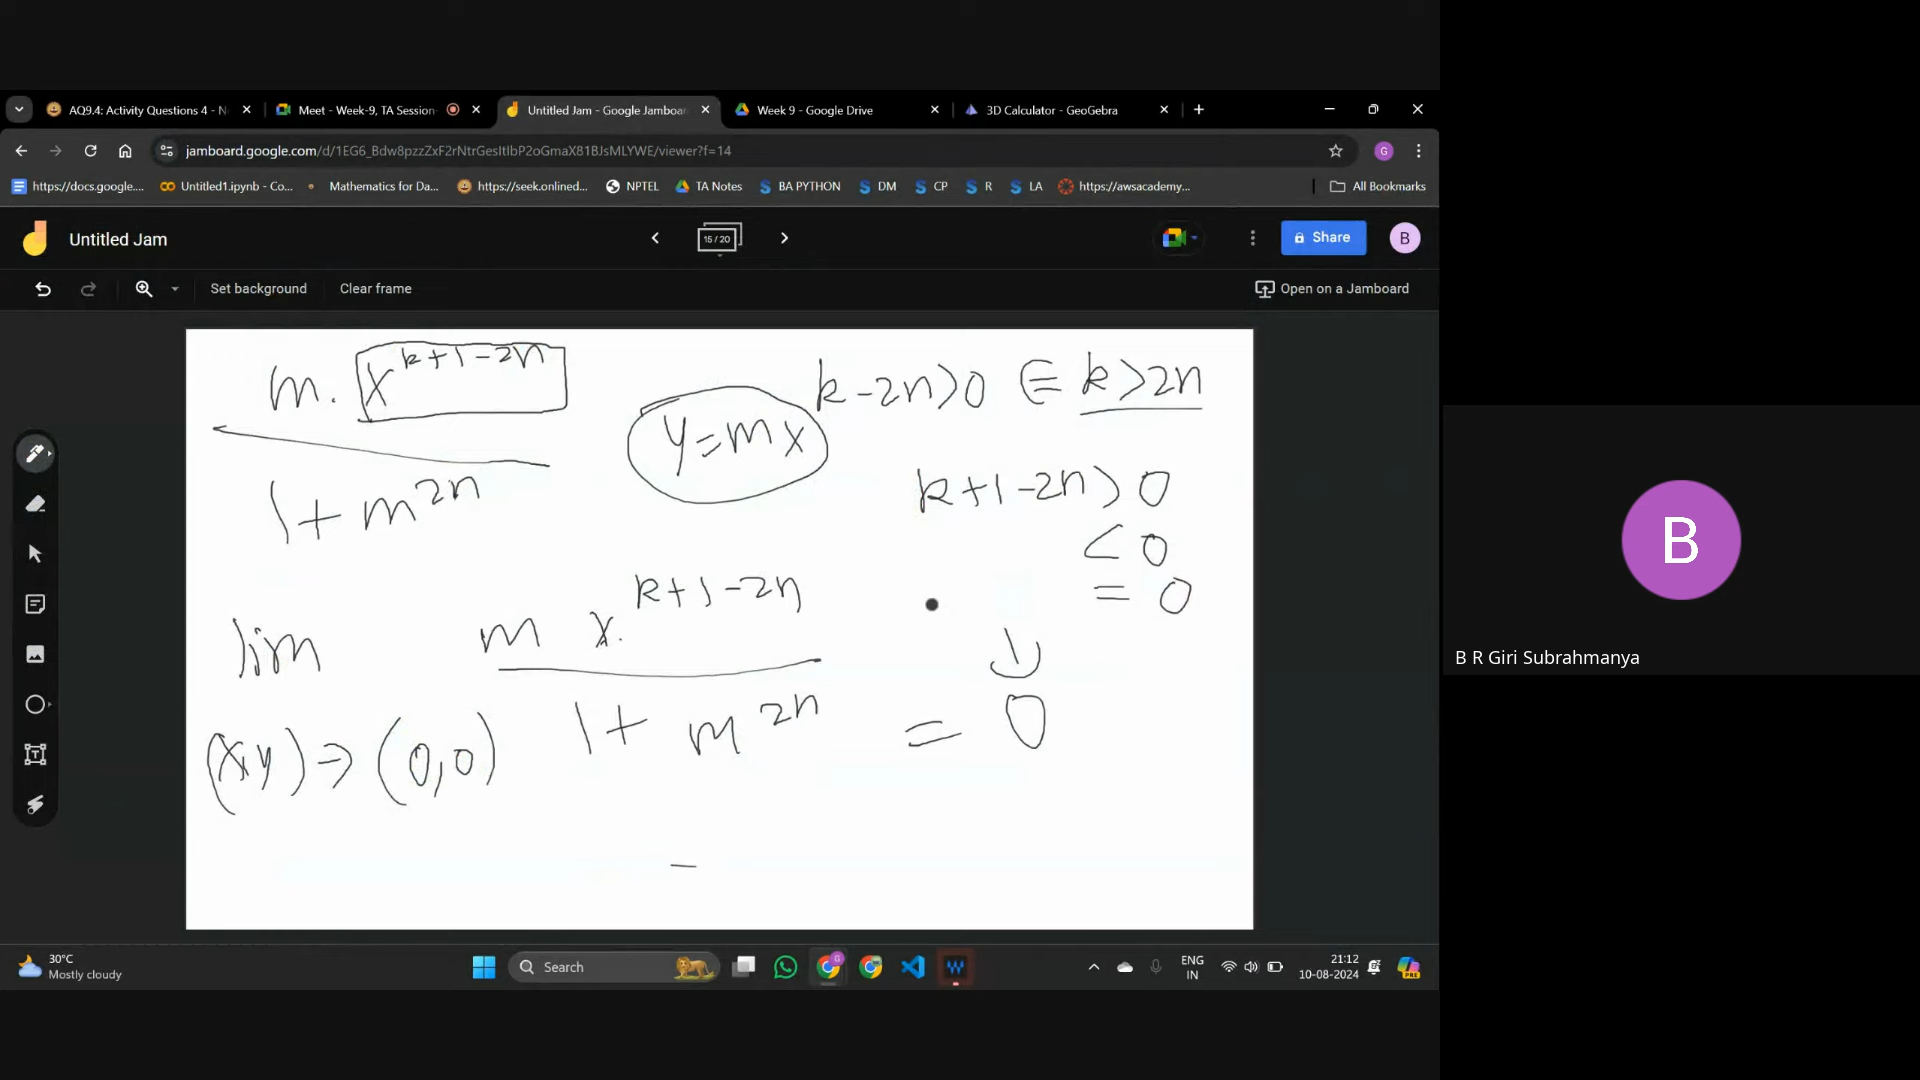 AQ9.4: Activity Questions 4 - N
Meet - Week-9, TA Session
Untitled Jam - Google Jamboar
Week 9 - Google Drive
3D Calculator - GeoGebra
jamboard.google.com/d/1EG6_Bdw8pzzZxF2rNtrGesItIbP2oGmaX81BJsMLYWE/viewer?f=14
G
https://docs.google....
Untitled1.ipynb - Co...
Mathematics for Da...
https://seek.onlined...
NPTEL
TA Notes
BA PYTHON
DM
CP
R
LA
https://awsacademy...
All Bookmarks
Untitled Jam
15 / 20
Share
B
Set background
Clear frame
Open on a Jamboard
m. x^{k+1-2n}
1+m^{2n}
y=mx
k-2n>0 ∈ k>2n
k+1-2n>0
<0
=0
lim m x. ^{k+1-2n}
(x,y)→(0,0) 1+ m^{2n} = 0
B
B R Giri Subrahmanya
30°C
Mostly cloudy
Search
ENG
IN
21:12
10-08-2024
PRE